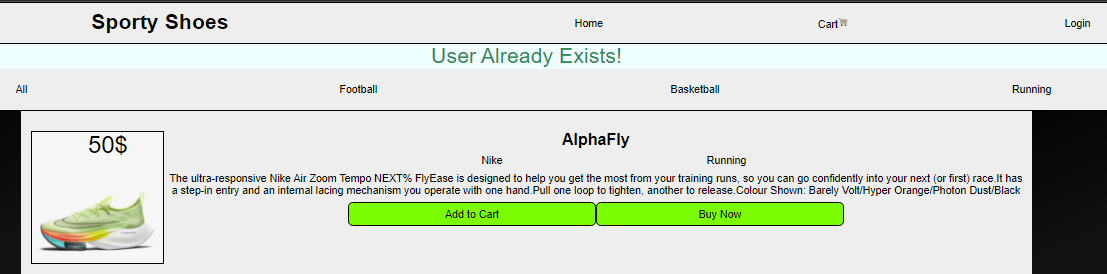 Sporty Shoes
Home
Cart
Login
User Already Exists!
All
Football
Basketball
Running
50$
AlphaFly
Nike
Running
The ultra-responsive Nike Air Zoom Tempo NEXT% FlyEase is designed to help you get the most from your training runs, so you can go confidently into your next (or first) race.It has
a step-in entry and an internal lacing mechanism you operate with one hand.Pull one loop to tighten, another to release.Colour Shown: Barely Volt/Hyper Orange/Photon Dust/Black
Add to Cart
Buy Now